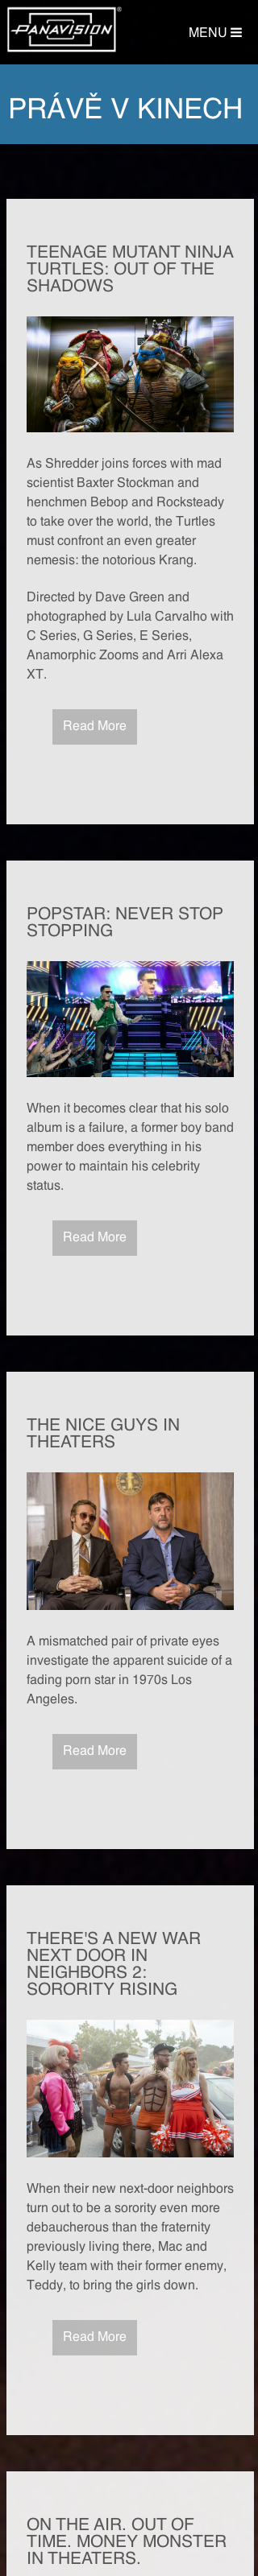 PANAVISION®
MENU
PRÁVĚ V KINECH
TEENAGE MUTANT NINJA
TURTLES: OUT OF THE
SHADOWS
As Shredder joins forces with mad
scientist Baxter Stockman and
henchmen Bebop and Rocksteady
to take over the world, the Turtles
must confront an even greater
nemesis: the notorious Krang.
Directed by Dave Green and
photographed by Lula Carvalho with
C Series, G Series, E Series,
Anamorphic Zooms and Arri Alexa
XT.
Read More
POPSTAR: NEVER STOP
STOPPING
When it becomes clear that his solo
album is a failure, a former boy band
member does everything in his
power to maintain his celebrity
status.
Read More
THE NICE GUYS IN
THEATERS
A mismatched pair of private eyes
investigate the apparent suicide of a
fading porn star in 1970s Los
Angeles.
Read More
THERE'S A NEW WAR
NEXT DOOR IN
NEIGHBORS 2:
SORORITY RISING
When their new next-door neighbors
turn out to be a sorority even more
debaucherous than the fraternity
previously living there, Mac and
Kelly team with their former enemy,
Teddy, to bring the girls down.
Read More
ON THE AIR. OUT OF
TIME. MONEY MONSTER
IN THEATERS.